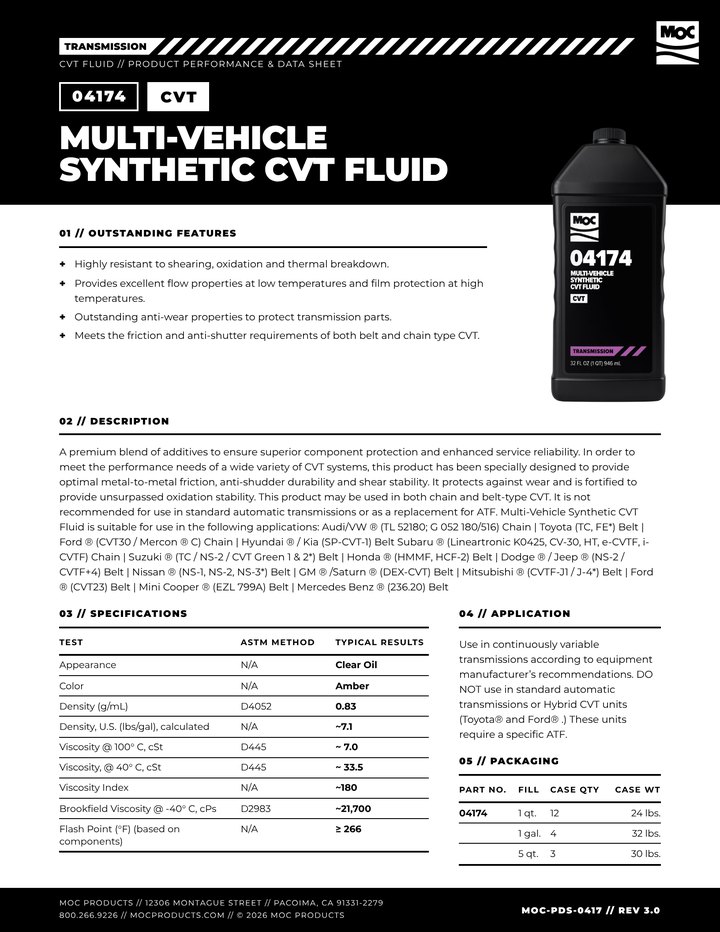 MOC
TRANSMISSION
CVT FLUID // PRODUCT PERFORMANCE & DATA SHEET
04174 CVT
MULTI-VEHICLE
SYNTHETIC CVT FLUID
01 // OUTSTANDING FEATURES
+ Highly resistant to shearing, oxidation and thermal breakdown.
+ Provides excellent flow properties at low temperatures and film protection at high
temperatures.
+ Outstanding anti-wear properties to protect transmission parts.
+ Meets the friction and anti-shutter requirements of both belt and chain type CVT.
MOC
04174
MULTI-VEHICLE
SYNTHETIC
CVT FLUID
CVT
TRANSMISSION
32 FL OZ (1 QT) 946 mL
02 // DESCRIPTION
A premium blend of additives to ensure superior component protection and enhanced service reliability. In order to
meet the performance needs of a wide variety of CVT systems, this product has been specially designed to provide
optimal metal-to-metal friction, anti-shudder durability and shear stability. It protects against wear and is fortified to
provide unsurpassed oxidation stability. This product may be used in both chain and belt-type CVT. It is not
recommended for use in standard automatic transmissions or as a replacement for ATF. Multi-Vehicle Synthetic CVT
Fluid is suitable for use in the following applications: Audi/VW ® (TL 52180; G 052 180/516) Chain | Toyota (TC, FE*) Belt |
Ford ® (CVT30 / Mercon ® C) Chain | Hyundai ® / Kia (SP-CVT-1) Belt Subaru ® (Lineartronic K0425, CV-30, HT, e-CVTF, i-
CVTF) Chain | Suzuki ® (TC / NS-2 / CVT Green 1 & 2*) Belt | Honda ® (HMMF, HCF-2) Belt | Dodge ® / Jeep ® (NS-2 /
CVTF+4) Belt | Nissan ® (NS-1, NS-2, NS-3*) Belt | GM ® /Saturn ® (DEX-CVT) Belt | Mitsubishi ® (CVTF-J1 / J-4*) Belt | Ford
® (CVT23) Belt | Mini Cooper ® (EZL 799A) Belt | Mercedes Benz ® (236.20) Belt
03 // SPECIFICATIONS
TEST ASTM METHOD TYPICAL RESULTS
Appearance N/A Clear Oil
Color N/A Amber
Density (g/mL) D4052 0.83
Density, U.S. (lbs/gal), calculated N/A ~7.1
Viscosity @ 100° C, cSt D445 ~ 7.0
Viscosity, @ 40° C, cSt D445 ~ 33.5
Viscosity Index N/A ~180
Brookfield Viscosity @ -40° C, cPs D2983 ~21,700
Flash Point (°F) (based on N/A ≥ 266
components)
04 // APPLICATION
Use in continuously variable
transmissions according to equipment
manufacturer's recommendations. DO
NOT use in standard automatic
transmissions or Hybrid CVT units
(Toyota® and Ford® .) These units
require a specific ATF.
05 // PACKAGING
PART NO. FILL CASE QTY CASE WT
04174 1 qt. 12 24 lbs.
1 gal. 4 32 lbs.
5 qt. 3 30 lbs.
MOC PRODUCTS // 12306 MONTAGUE STREET // PACOIMA, CA 91331-2279
800.266.9226 // MOCPRODUCTS.COM // © 2026 MOC PRODUCTS
MOC-PDS-0417 // REV 3.0